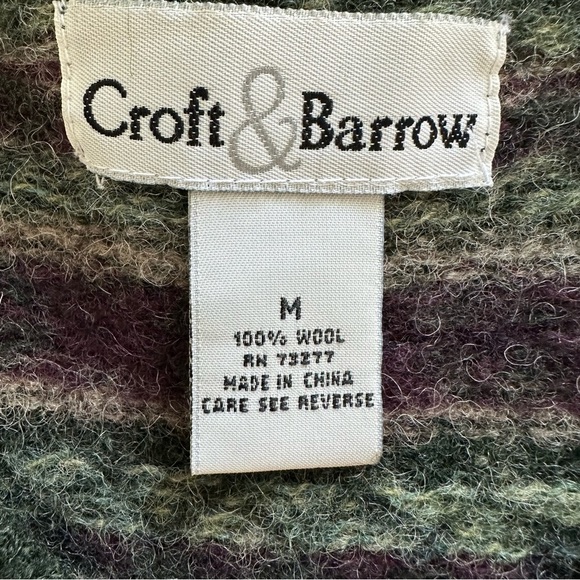 Croft & Barrow
M
100% WOOL
RN 73277
MADE IN CHINA
CARE SEE REVERSE